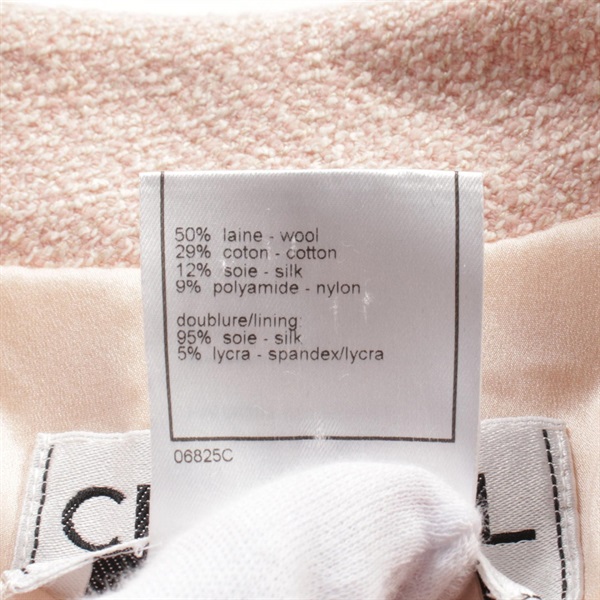 50% laine - wool
29% coton - cotton
12% soie - silk
9% polyamide - nylon
doublure/lining:
95% soie - silk
5% lycra - spandex/lycra
06825C